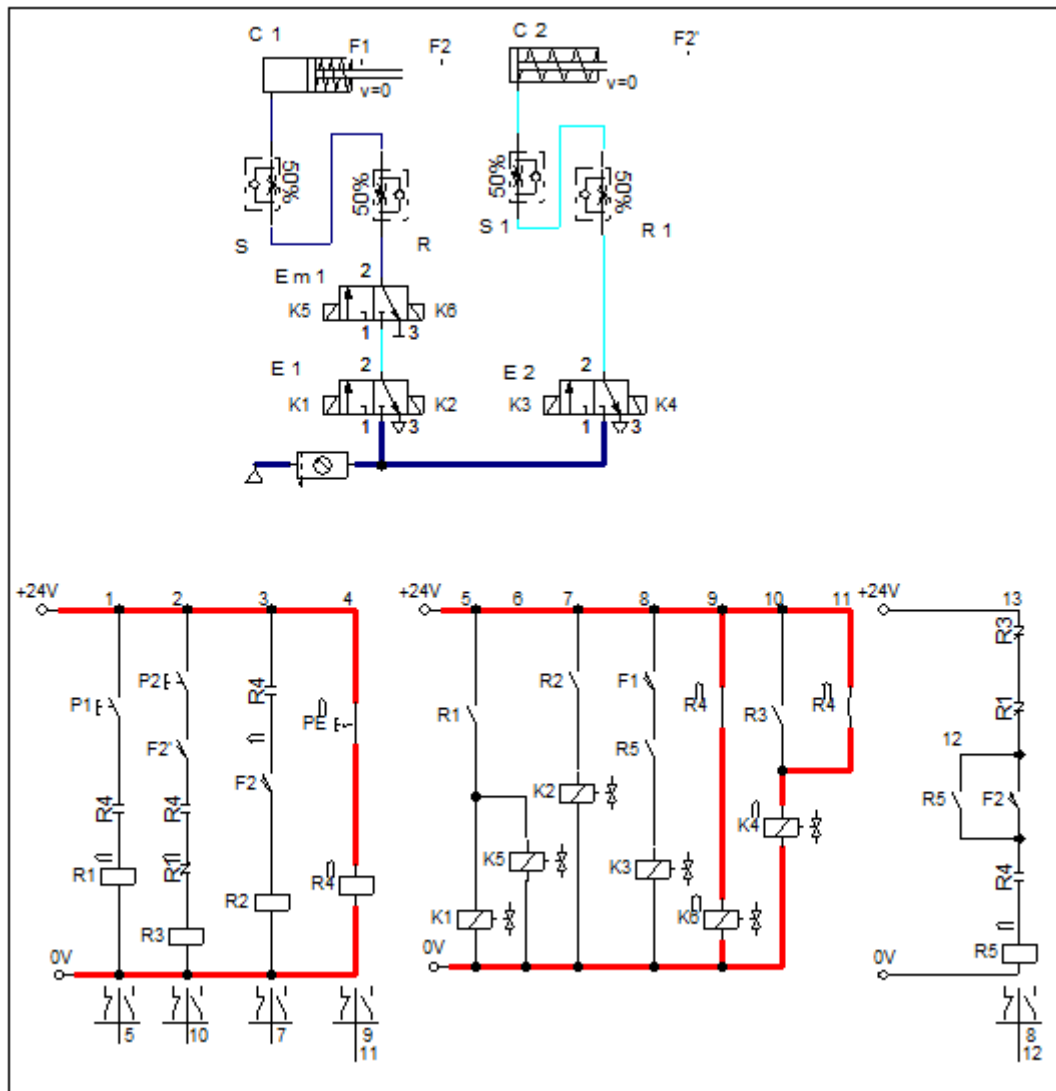 C 1 F1 F2 C 2 F2'
v=0 v=0
50% 50% 50% 50%
S R S 1 R 1
E m 1 2
K5 K6
1 3
E 1 2 E 2 2
K1 K2 K3 K4
1 3 1 3
+24V 1 2 3 4 +24V 5 6 7 8 9 10 11 +24V 13
R3
P1 P2 R4 PE R1 R2 F1 R4 R3 R4 R1
F2' R5 12
R4 R4 F2 K2 K4 R5 F2
R1 R1 R2 R4 K5 K3 R4
R3 K1 K6 R5
0V 0V 0V
5 10 7 9 8
11 12